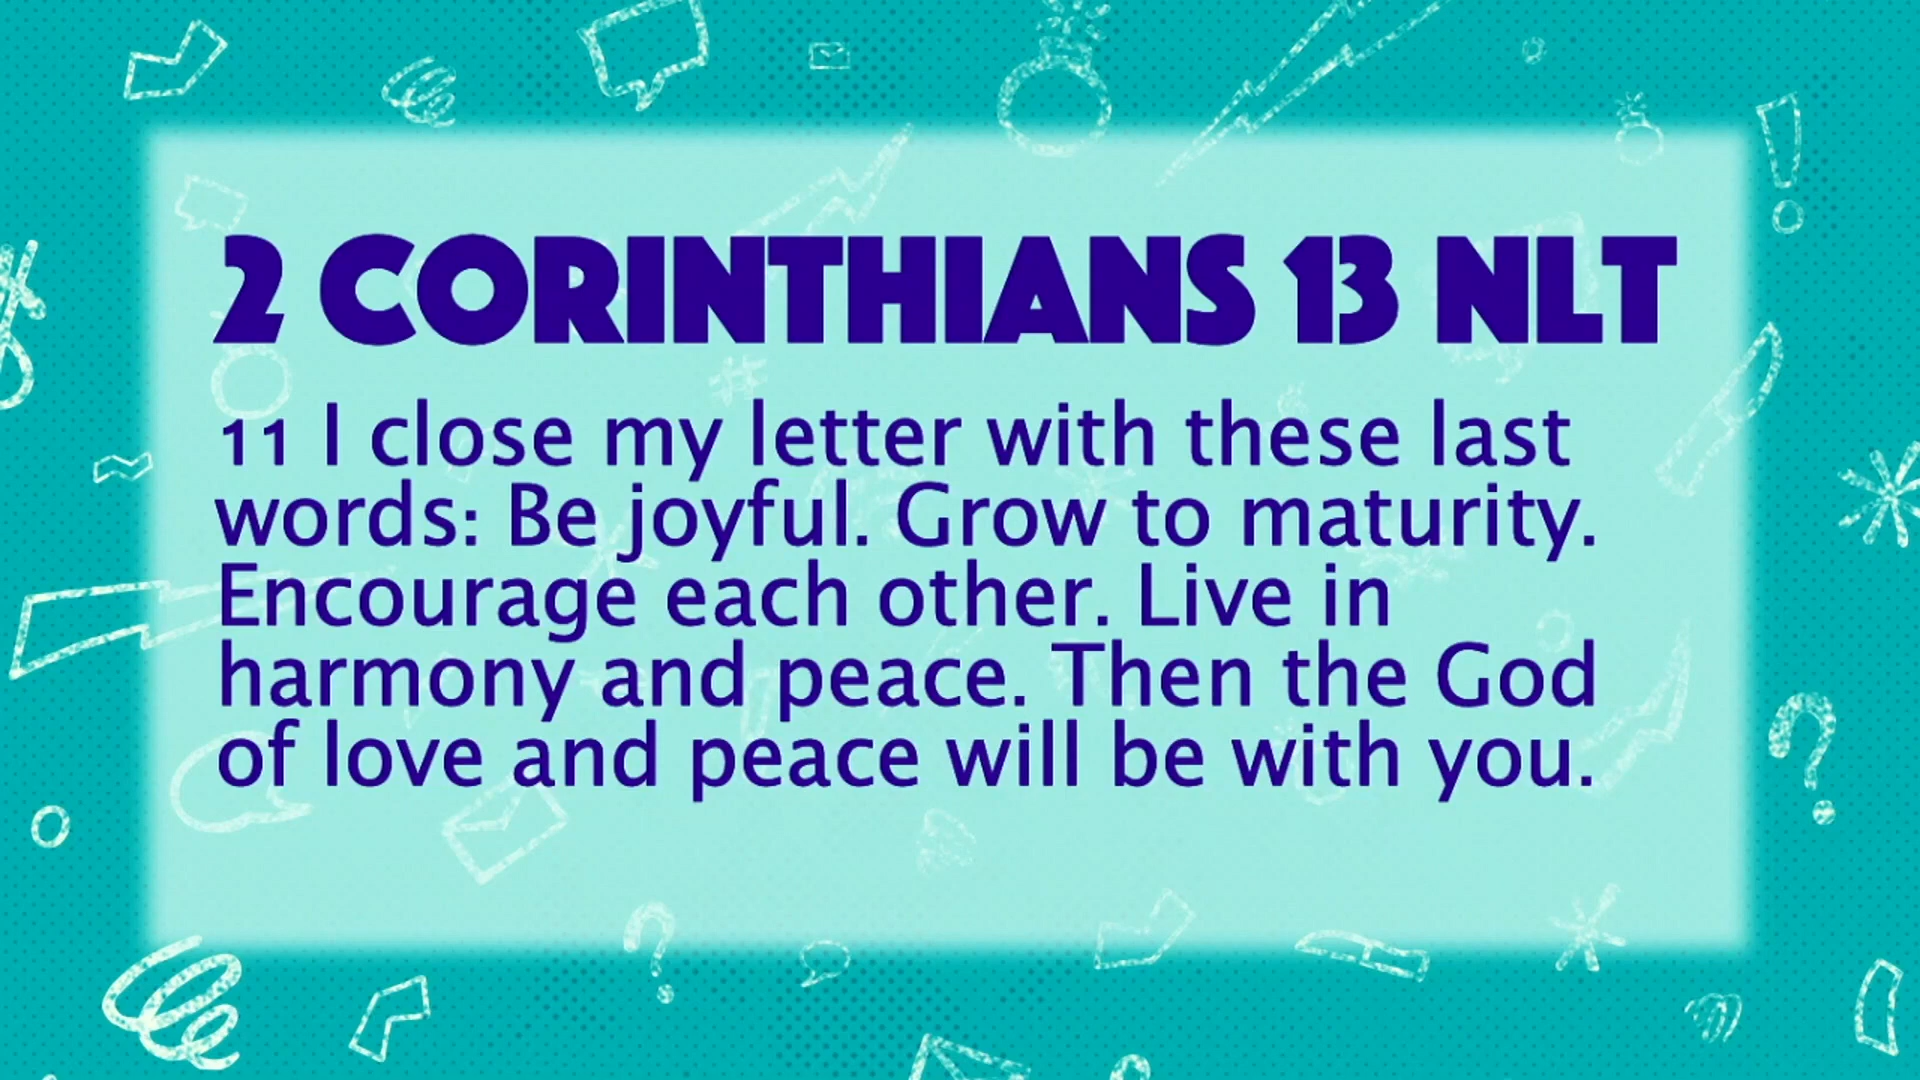 2 CORINTHIANS 13 NLT
11 I close my letter with these last
words: Be joyful. Grow to maturity.
Encourage each other. Live in
harmony and peace. Then the God
of love and peace will be with you.